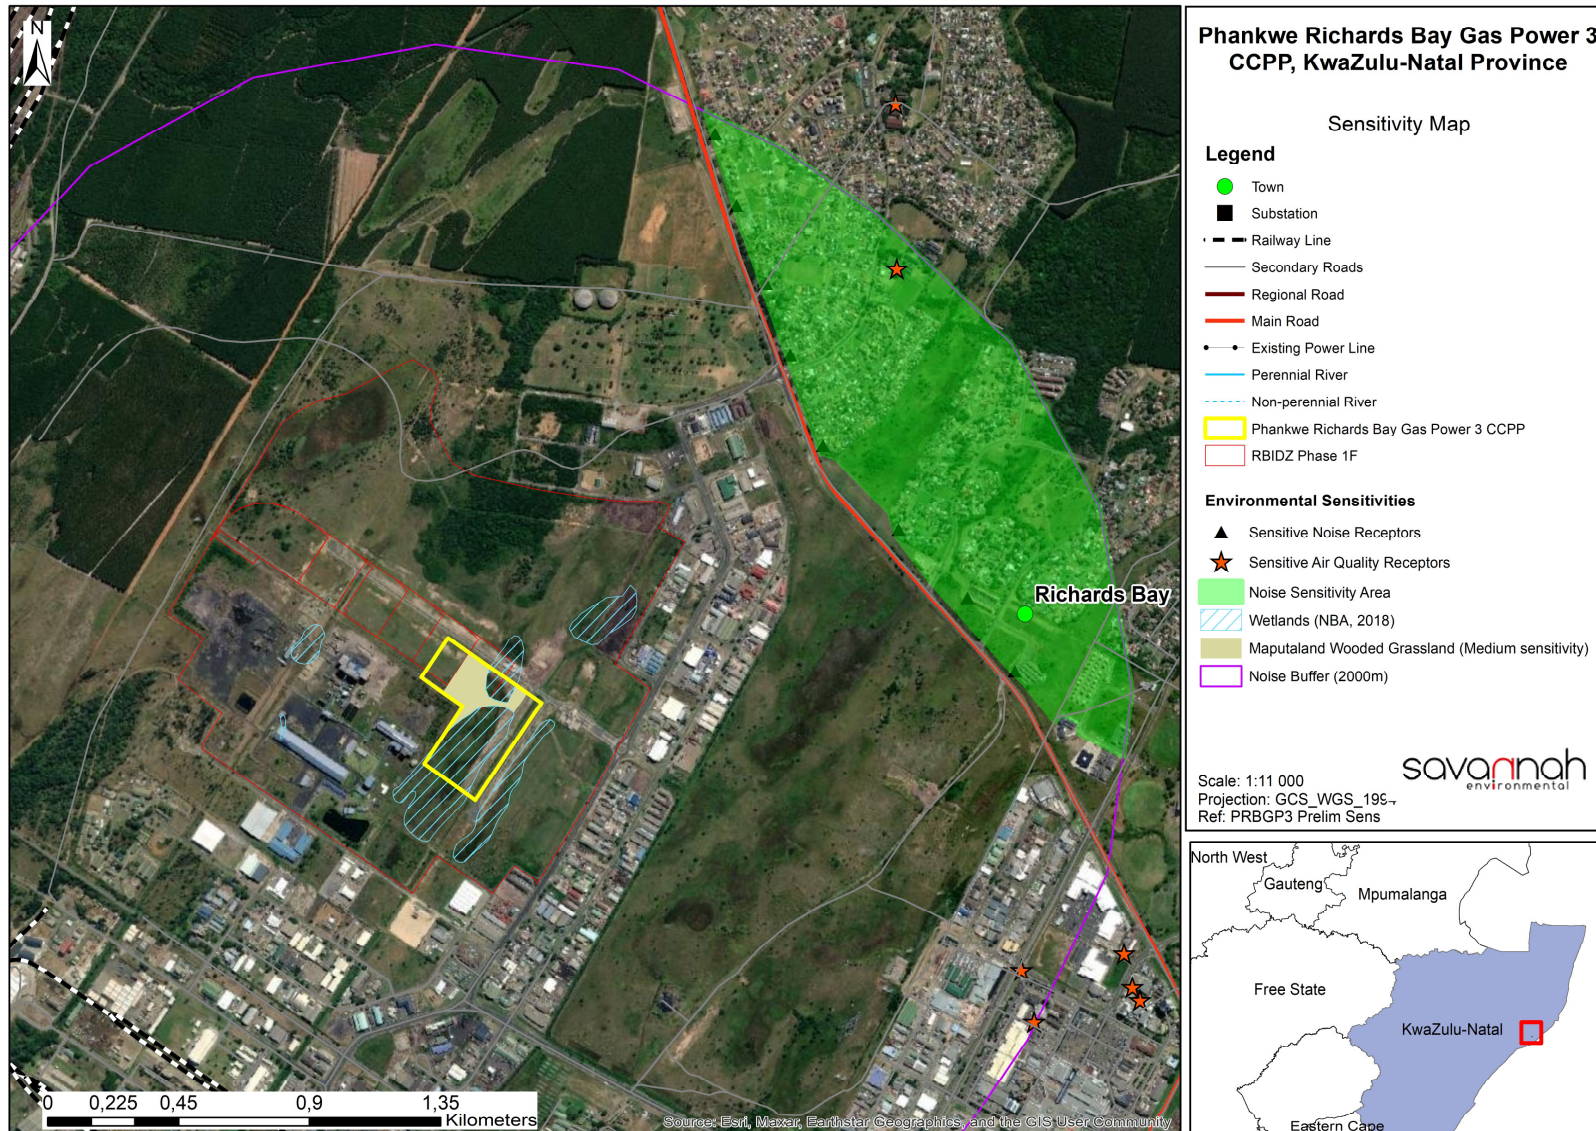 N
Richards Bay
0 0,225 0,45 0,9 1,35
Kilometers
Source: Esri, Maxar, Earthstar Geographics, and the GIS User Community
Phankwe Richards Bay Gas Power 3
CCPP, KwaZulu-Natal Province
Sensitivity Map
Legend
Town
Substation
Railway Line
Secondary Roads
Regional Road
Main Road
Existing Power Line
Perennial River
Non-perennial River
Phankwe Richards Bay Gas Power 3 CCPP
RBIDZ Phase 1F
Environmental Sensitivities
Sensitive Noise Receptors
Sensitive Air Quality Receptors
Noise Sensitivity Area
Wetlands (NBA, 2018)
Maputaland Wooded Grassland (Medium sensitivity)
Noise Buffer (2000m)
savannah
environmental
Scale: 1:11 000
Projection:
Ref: PRBGP3 Prelim Sens
North West
Gauteng
Mpumalanga
Free State
KwaZulu-Natal
Eastern Cape